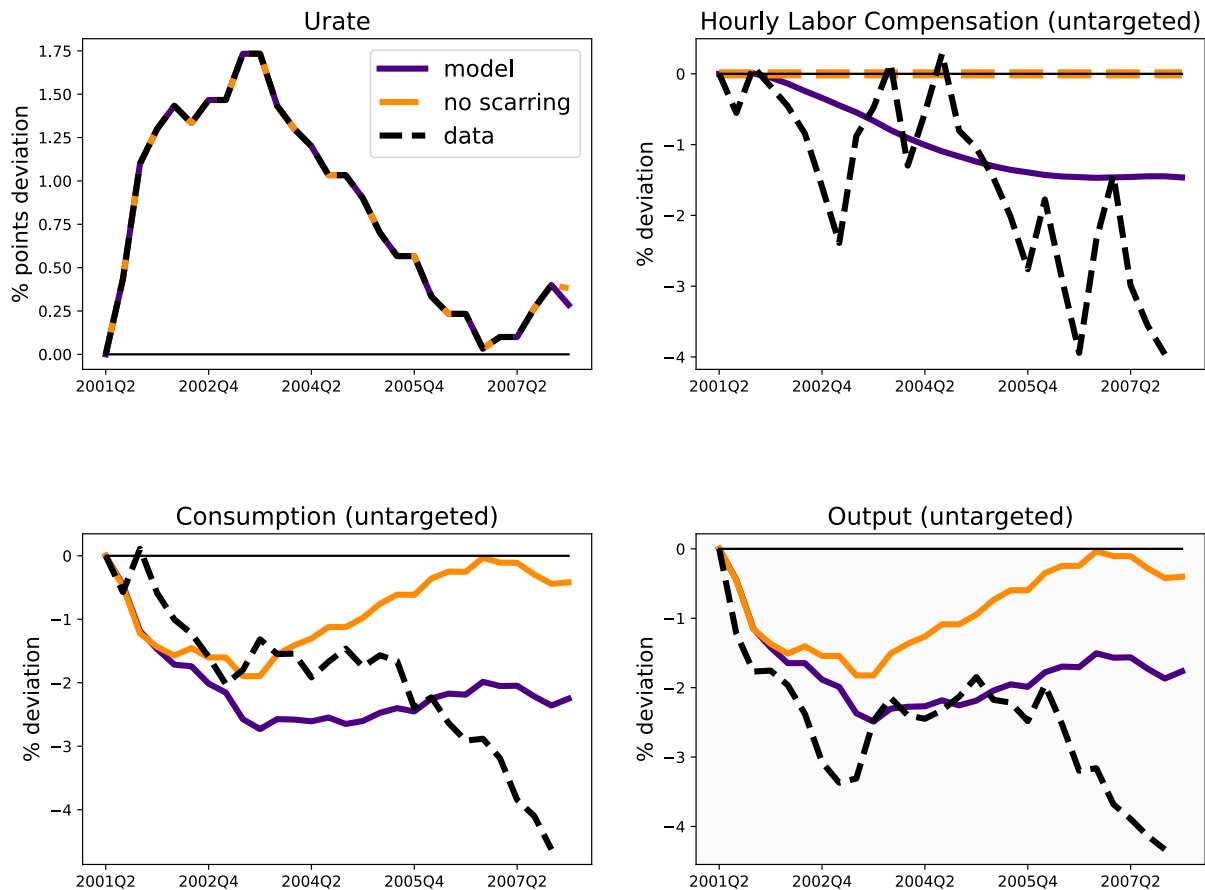 Urate
% points deviation
1.75
1.50
1.25
1.00
0.75
0.50
0.25
0.00
model
no scarring
data
2001Q2
2002Q4
2004Q2
2005Q4
2007Q2
Hourly Labor Compensation (untargeted)
% deviation
0
−1
−2
−3
−4
2001Q2
2002Q4
2004Q2
2005Q4
2007Q2
Consumption (untargeted)
% deviation
0
−1
−2
−3
−4
2001Q2
2002Q4
2004Q2
2005Q4
2007Q2
Output (untargeted)
% deviation
0
−1
−2
−3
−4
2001Q2
2002Q4
2004Q2
2005Q4
2007Q2